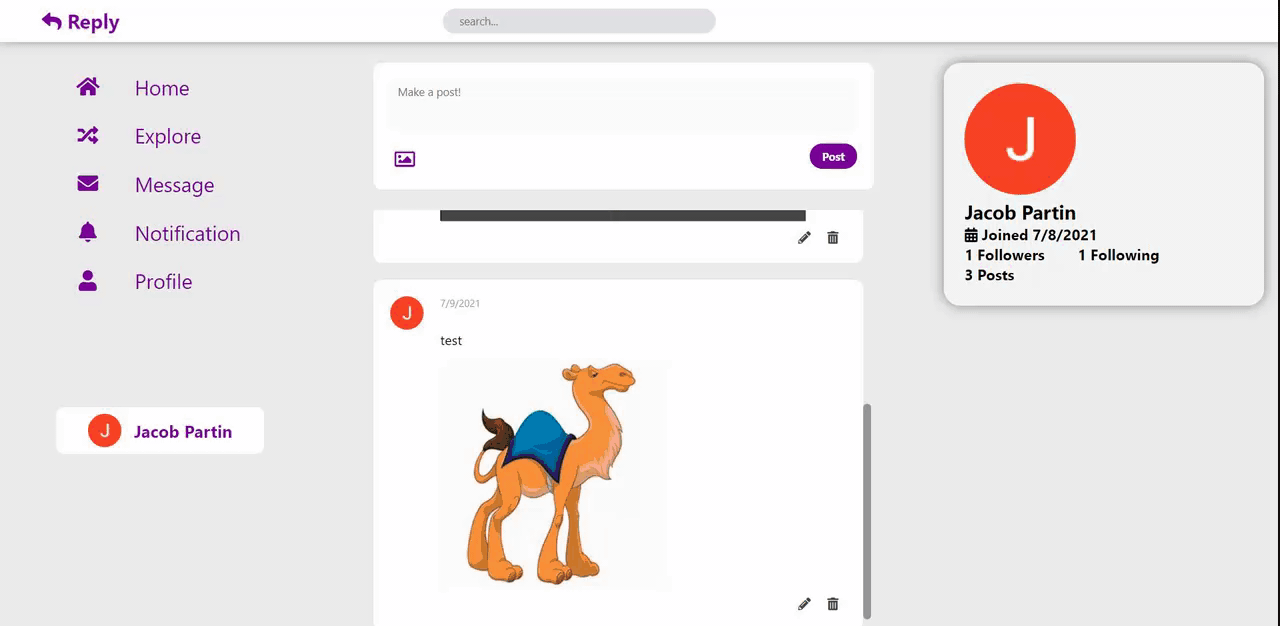 Reply
search...
Home
Explore
Message
Notification
Profile
J Jacob Partin
Make a post!
Post
J 7/9/2021
test
J
Jacob Partin
Joined 7/8/2021
1 Followers 1 Following
3 Posts